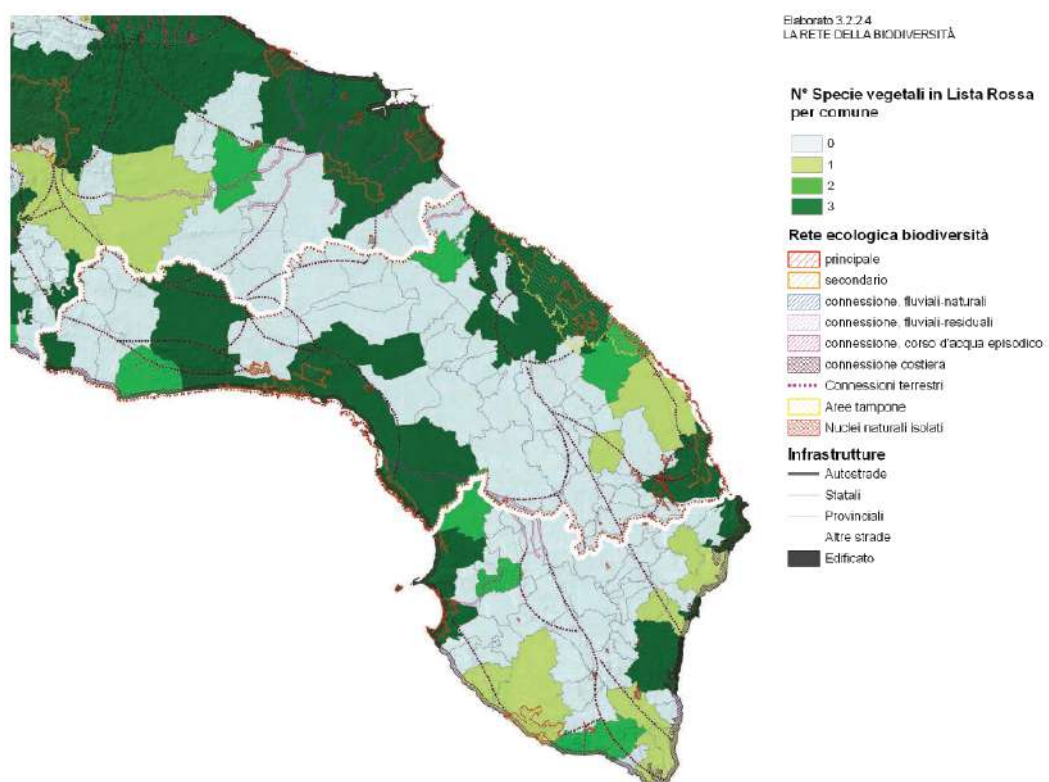 Elaborato 3.2.2.4
LA RETE DELLA BIODIVERSITÀ
N° Specie vegetali in Lista Rossa
per comune
0
1
2
3
Rete ecologica biodiversità
principale
secondario
connessione, fluviali-naturali
connessione, fluviali-residuali
connessione, corso d'acqua episodico
connessione costiera
Connessioni terrestri
Aree tampone
Nuclei naturali isolati
Infrastrutture
Autostrade
Statali
Provinciali
Altre strade
Edificato